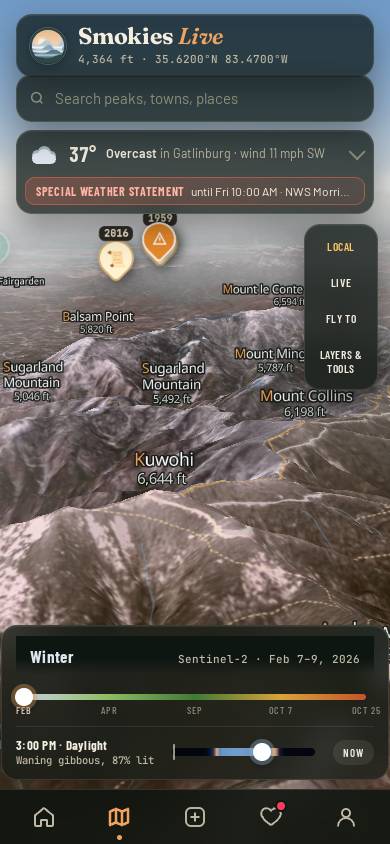 Smokies Live
4,364 ft · 35.6200°N 83.4700°W
Search peaks, towns, places
37° Overcast in Gatlinburg · wind 11 mph SW
SPECIAL WEATHER STATEMENT until Fri 10:00 AM · NWS Morri...
1959
2016
LOCAL
LIVE
FLY TO
LAYERS &
TOOLS
Fairgarden
Mount le Conte
6,594 ft
Balsam Point
5,820 ft
Mount Ming
5,787 ft
Sugarland
Mountain
5,046 ft
Sugarland
Mountain
5,492 ft
Mount Collins
6,198 ft
Kuwohi
6,644 ft
Winter
Sentinel-2 · Feb 7–9, 2026
FEB APR SEP OCT 7 OCT 25
3:00 PM · Daylight
Waning gibbous, 87% lit
NOW